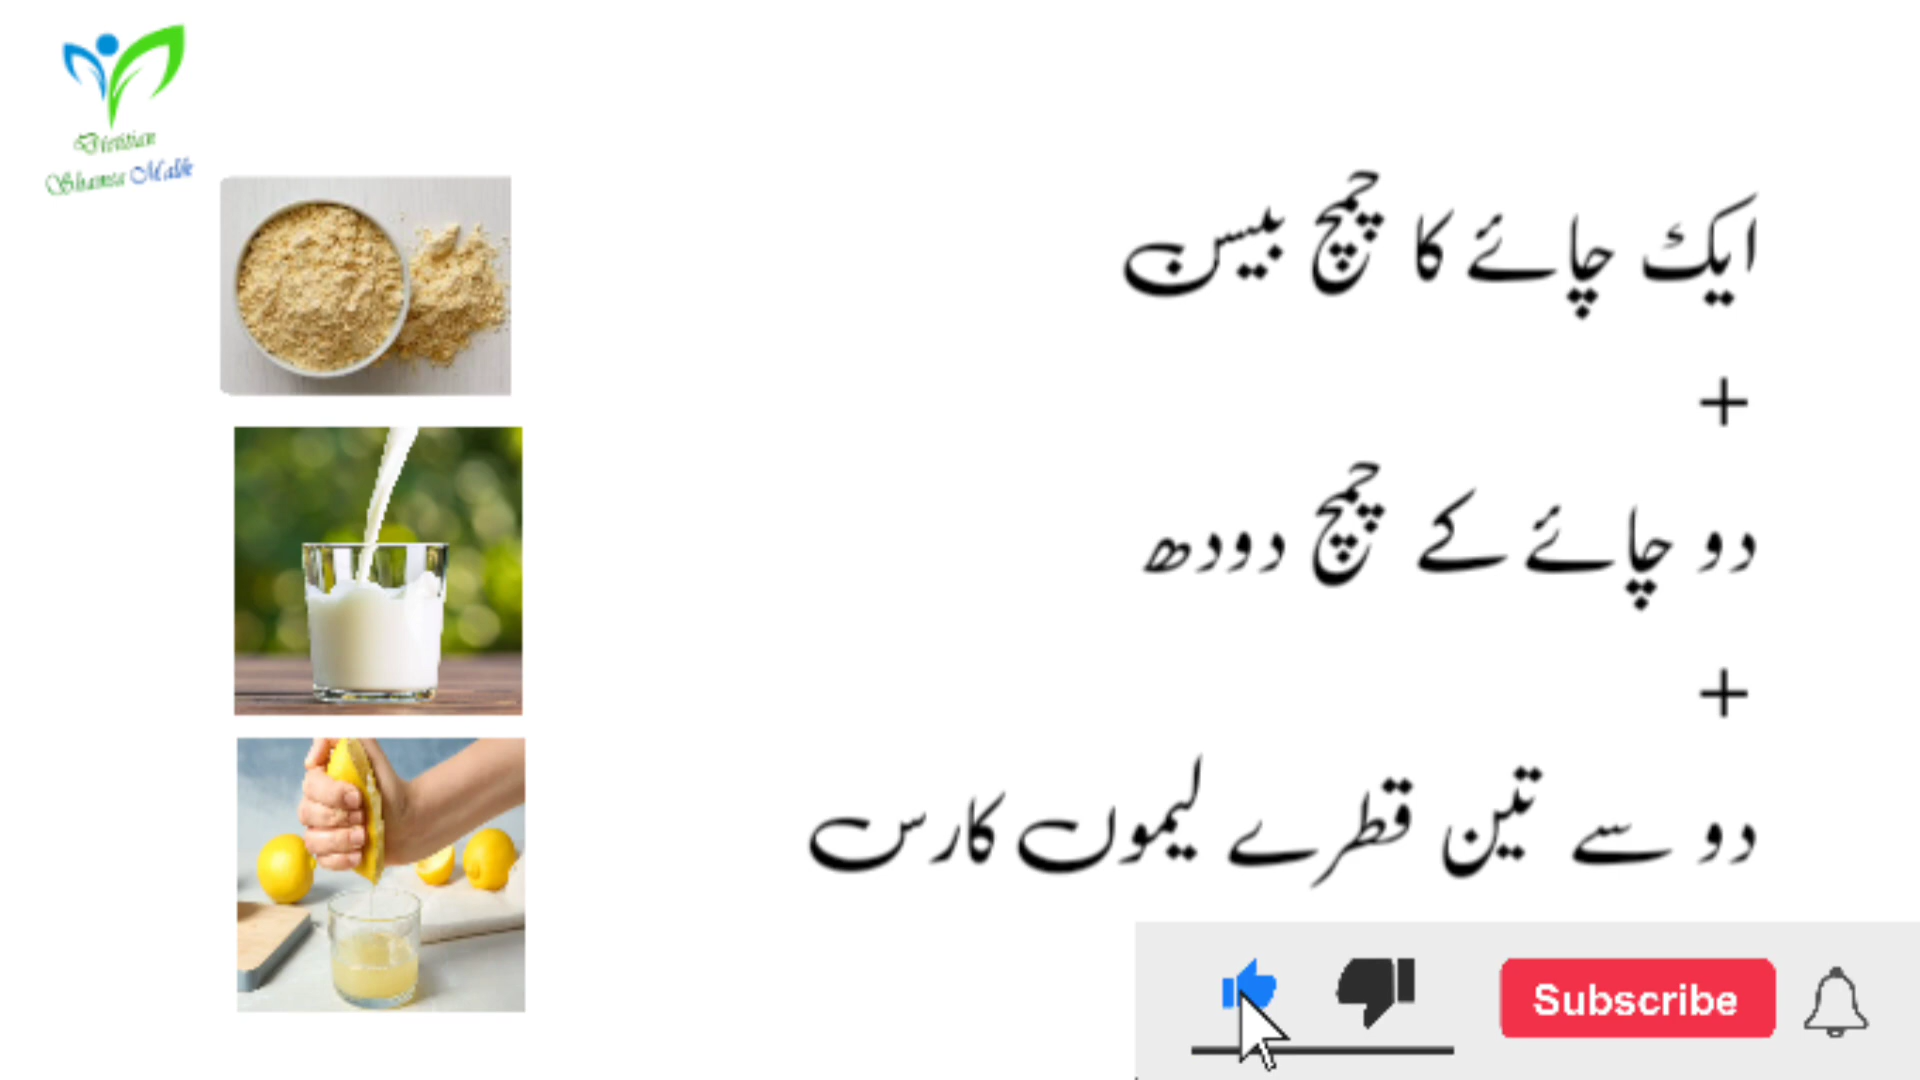 Dietitian
Shamsa Malik
ایک چائے کا چمچ بیسن
+
دو چائے کے چمچ دودھ
+
دو سے تین قطرے لیموں کا رس
Subscribe